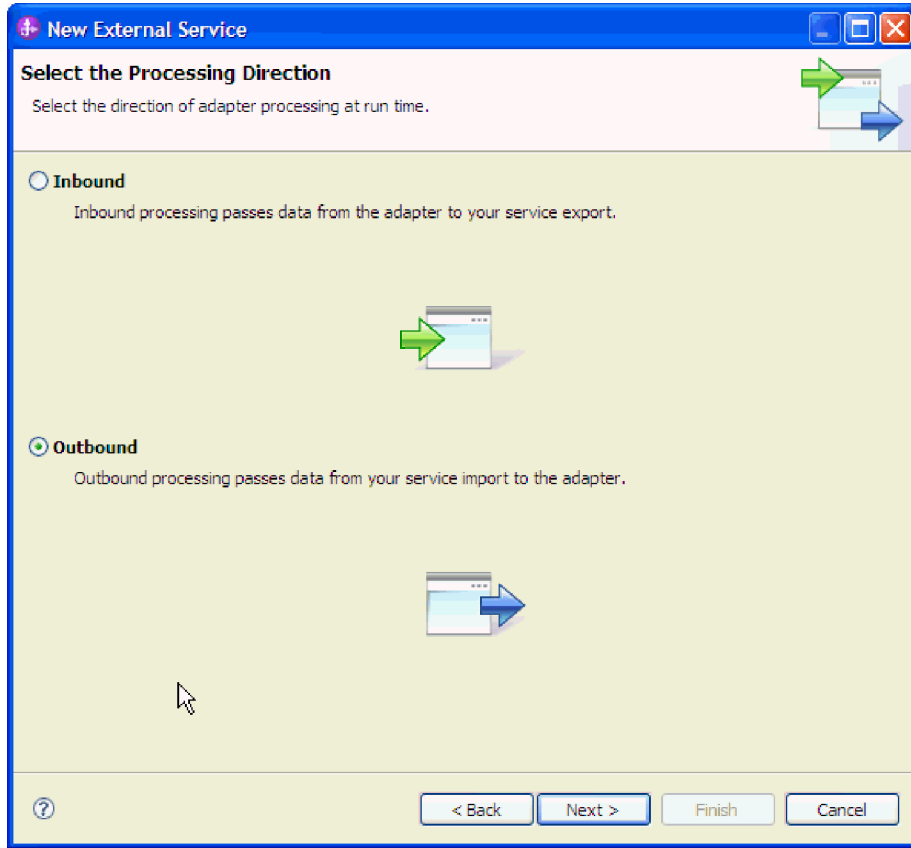 New External Service
Select the Processing Direction
Select the direction of adapter processing at run time.
Inbound
Inbound processing passes data from the adapter to your service export.
Outbound
Outbound processing passes data from your service import to the adapter.
?
< Back
Next >
Finish
Cancel